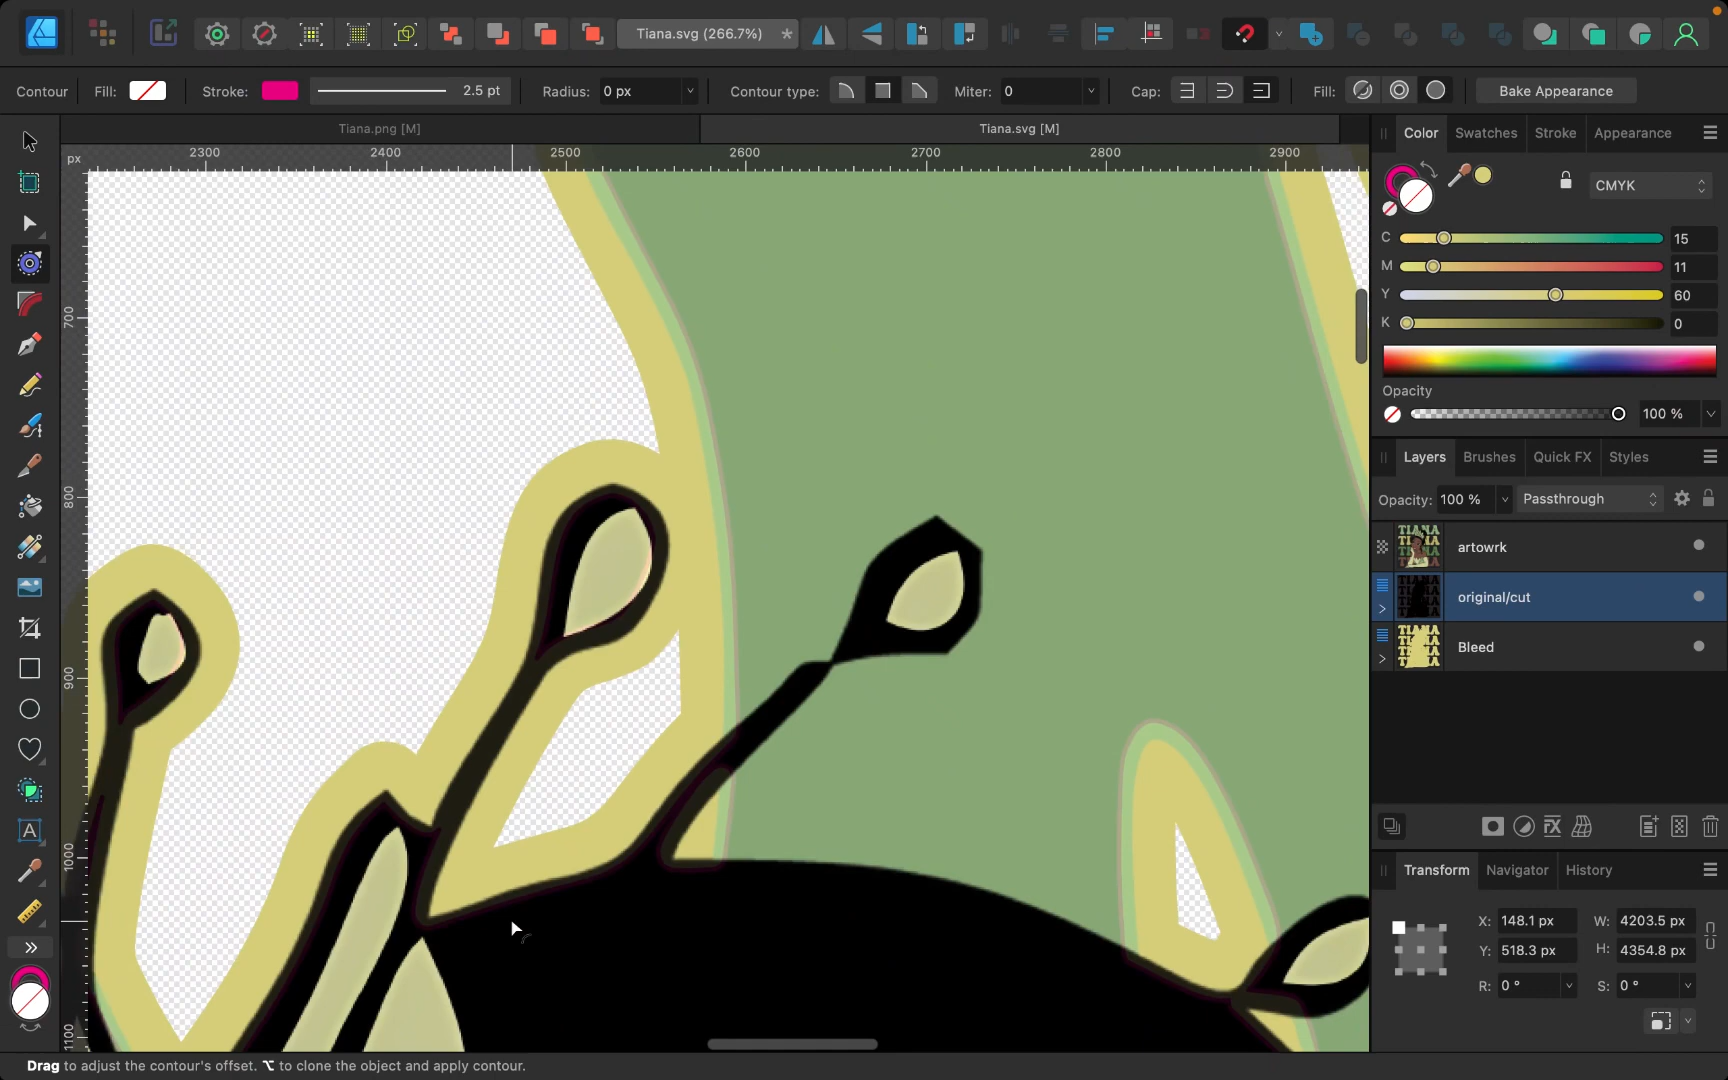 Tiana.svg (266.7%)
*
Contour
Fill:
Stroke:
2.5 pt
Radius:
0 px
Contour type:
Miter:
0
Cap:
Fill:
Bake Appearance
Tiana.png [M]
Tiana.svg [M]
px
2300
2400
2500
2600
2700
2800
2900
700
800
900
1000
1100
Color
Swatches
Stroke
Appearance
CMYK
C
15
M
11
Y
60
K
0
Opacity
100 %
Layers
Brushes
Quick FX
Styles
Opacity:
100 %
Passthrough
artowrk
original/cut
Bleed
TIANA
TIANA
Transform
Navigator
History
X:
148.1 px
W:
4203.5 px
Y:
518.3 px
H:
4354.8 px
R:
0 °
S:
0 °
A
FX
Drag to adjust the contour's offset. ⌥ to clone the object and apply contour.